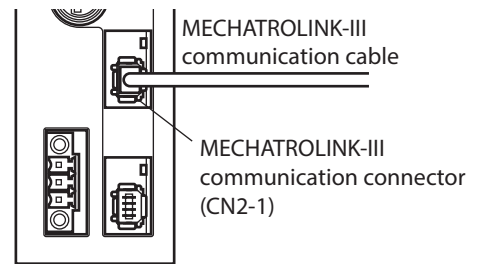 MECHATROLINK-III
communication cable
MECHATROLINK-III
communication connector
(CN2-1)